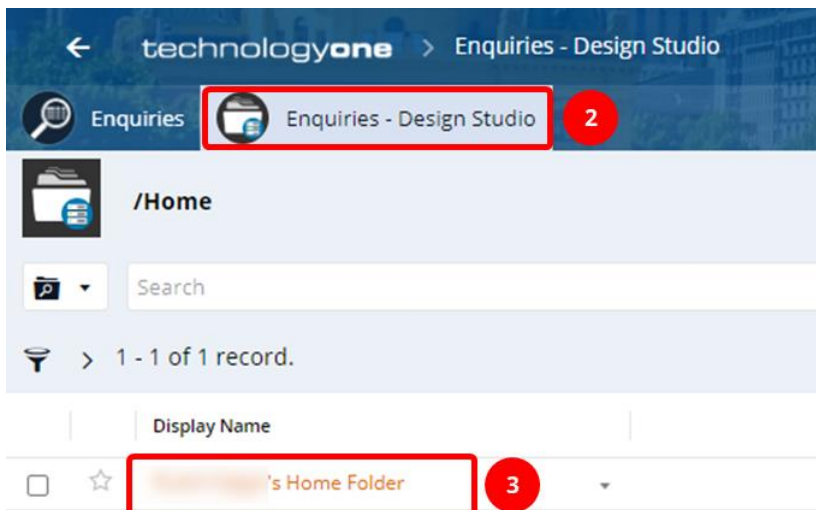 technologyone > Enquiries - Design Studio
Enquiries Enquiries - Design Studio 2
/Home
Search
> 1 - 1 of 1 record.
Display Name
's Home Folder 3